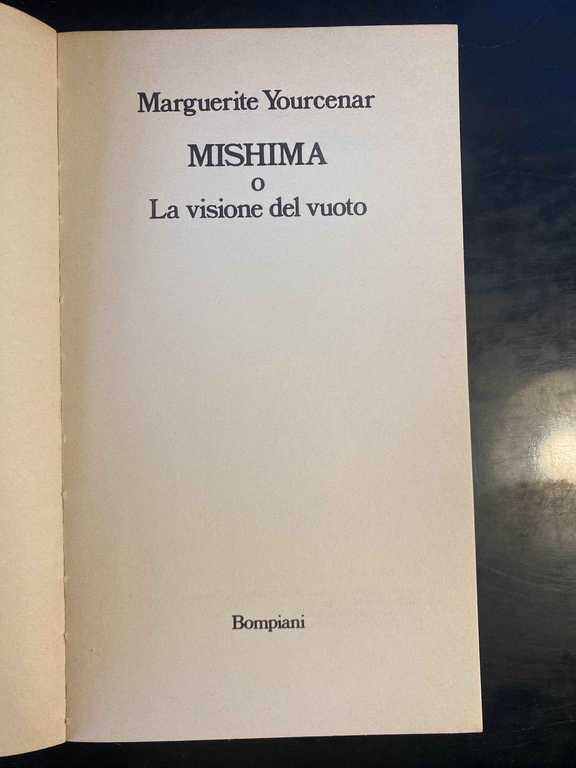 Marguerite Yourcenar
MISHIMA
o
La visione del vuoto
Bompiani